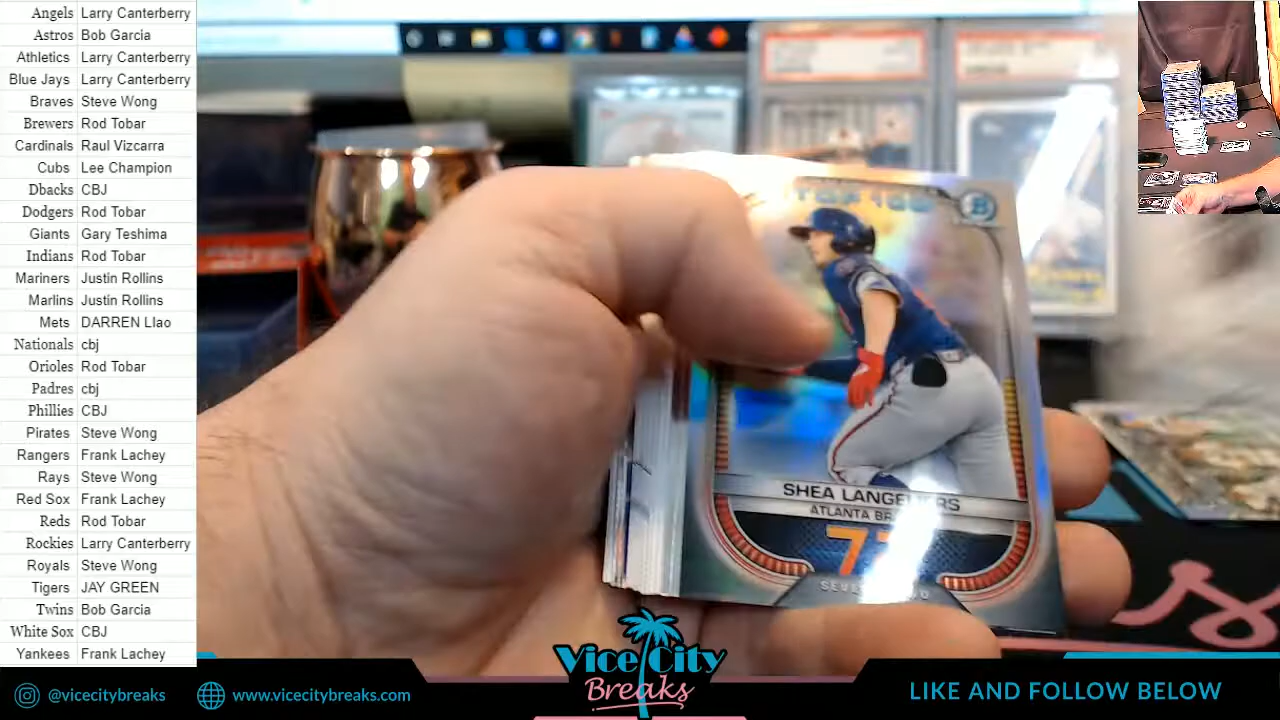 Angels Larry Canterberry
Astros Bob Garcia
Athletics Larry Canterberry
Blue Jays Larry Canterberry
Braves Steve Wong
Brewers Rod Tobar
Cardinals Raul Vizcarra
Cubs Lee Champion
Dbacks CBJ
Dodgers Rod Tobar
Giants Gary Teshima
Indians Rod Tobar
Mariners Justin Rollins
Marlins Justin Rollins
Mets DARREN LIao
Nationals cbj
Orioles Rod Tobar
Padres cbj
Phillies CBJ
Pirates Steve Wong
Rangers Frank Lachey
Rays Steve Wong
Red Sox Frank Lachey
Reds Rod Tobar
Rockies Larry Canterberry
Royals Steve Wong
Tigers JAY GREEN
Twins Bob Garcia
White Sox CBJ
Yankees Frank Lachey
TOP 100
B
SHEA LANGELIERS
ATLANTA
Vice City
Breaks
@vicecitybreaks
www.vicecitybreaks.com
LIKE AND FOLLOW BELOW